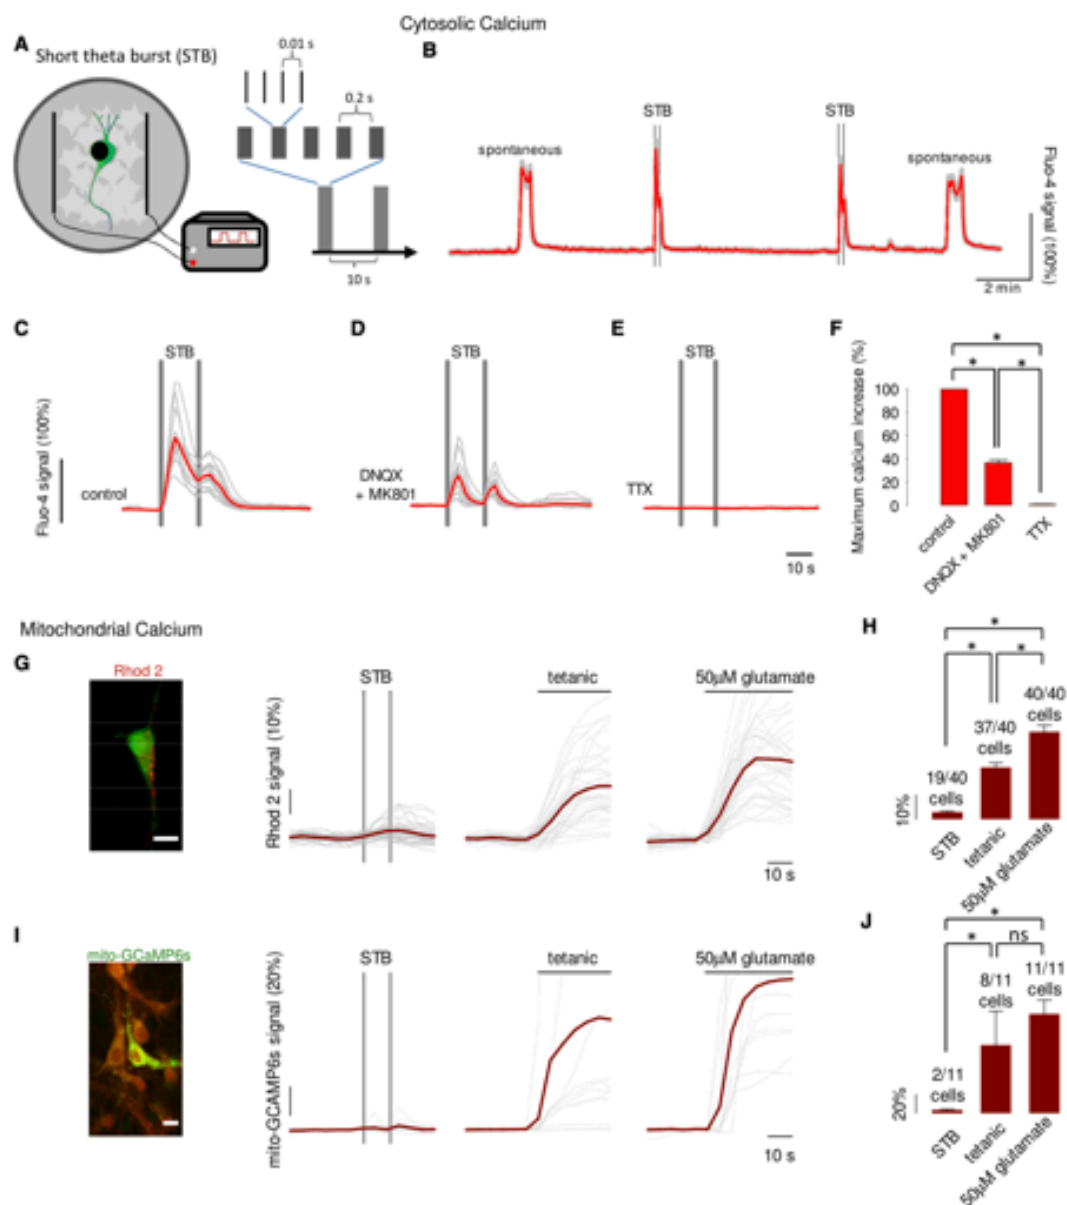 Cytosolic Calcium
A
Short theta burst (STB)
0.01 s
0.2 s
10 s
B
STB
STB
spontaneous
spontaneous
Fluo-4 signal (100%)
2 min
C
STB
Fluo-4 signal (100%)
control
D
STB
DNQX
+ MK801
E
STB
TTX
10 s
F
Maximum calcium increase (%)
*
*
*
100
80
60
40
20
0
control
DNQX + MK801
TTX
Mitochondrial Calcium
G
Rhod 2
Rhod 2 signal (10%)
STB
tetanic
50µM glutamate
10 s
H
*
*
*
40/40
cells
37/40
cells
19/40
cells
10%
STB
tetanic
50µM glutamate
I
mito-GCaMP6s
mito-GCAMP6s signal (20%)
STB
tetanic
50µM glutamate
10 s
J
*
*
ns
11/11
cells
8/11
cells
2/11
cells
20%
STB
tetanic
50µM glutamate